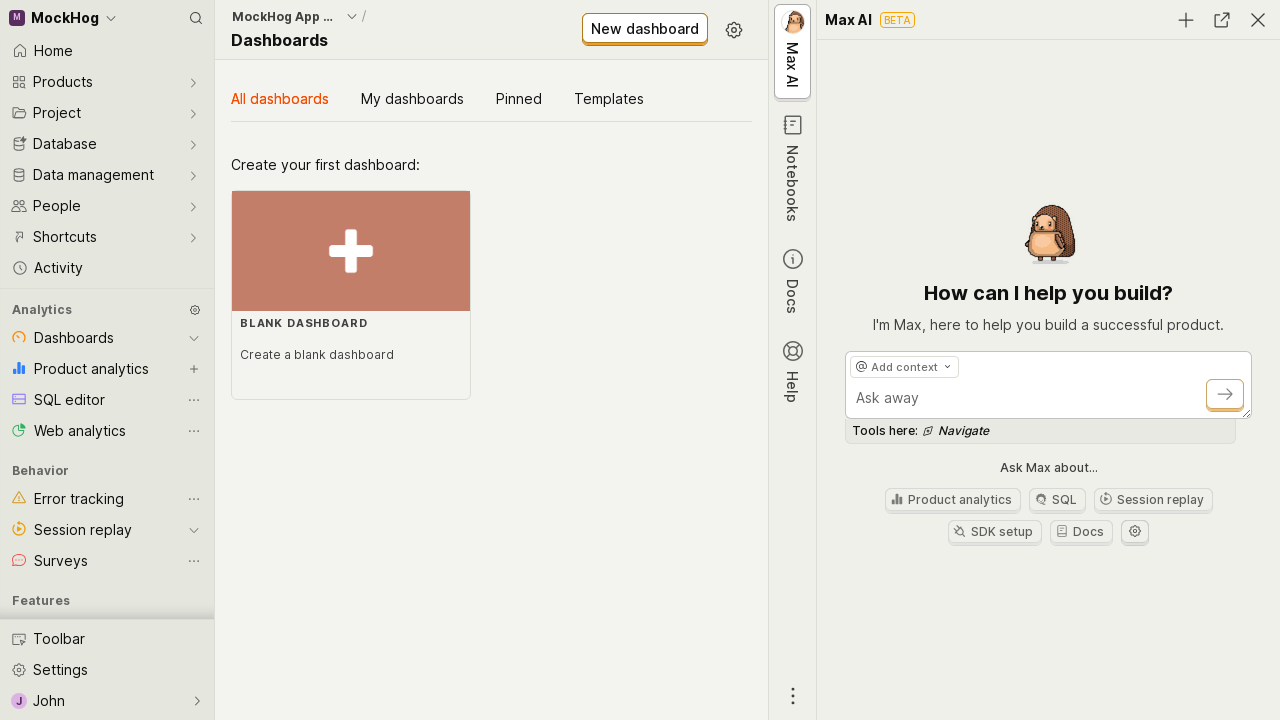 M MockHog
Home
Products
Project
Database
Data management
People
Shortcuts
Activity
Analytics
Dashboards
Product analytics
SQL editor
Web analytics
Behavior
Error tracking
Session replay
Surveys
Features
Toolbar
Settings
J John
MockHog App ... /
Dashboards
New dashboard
All dashboards My dashboards Pinned Templates
Create your first dashboard:
BLANK DASHBOARD
Create a blank dashboard
Max AI
Notebooks
Docs
Help
Max AI BETA
How can I help you build?
I'm Max, here to help you build a successful product.
@ Add context
Ask away
Tools here: Navigate
Ask Max about...
Product analytics SQL Session replay
SDK setup Docs